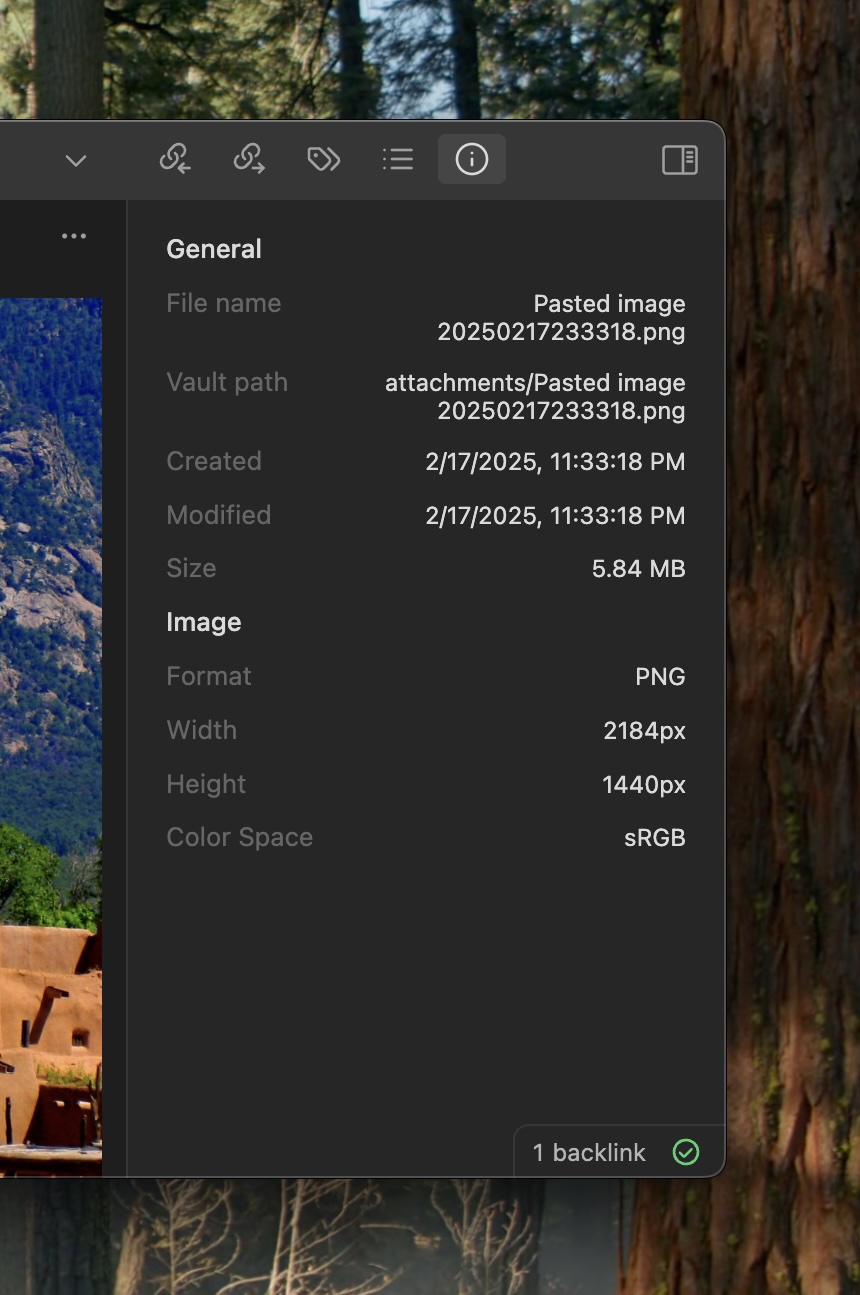 General
File name
Pasted image
20250217233318.png
Vault path
attachments/Pasted image
20250217233318.png
Created
2/17/2025, 11:33:18 PM
Modified
2/17/2025, 11:33:18 PM
Size
5.84 MB
Image
Format
PNG
Width
2184px
Height
1440px
Color Space
sRGB
1 backlink